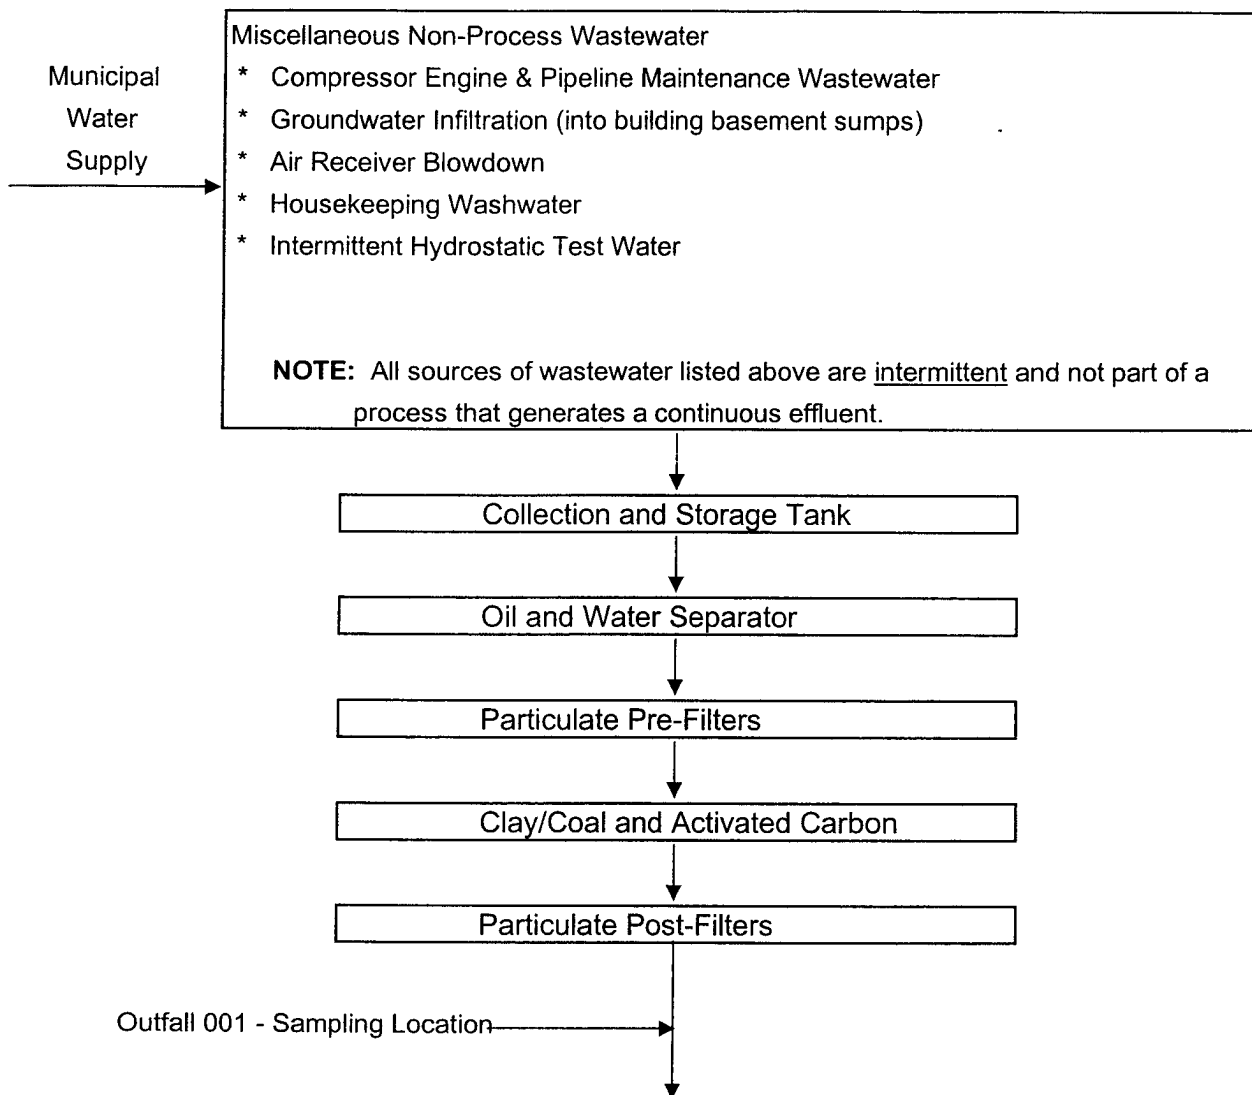 Miscellaneous Non-Process Wastewater
Municipal
Water
Supply
* Compressor Engine & Pipeline Maintenance Wastewater
* Groundwater Infiltration (into building basement sumps)
* Air Receiver Blowdown
* Housekeeping Washwater
* Intermittent Hydrostatic Test Water
NOTE: All sources of wastewater listed above are intermittent and not part of a
process that generates a continuous effluent.
Collection and Storage Tank
Oil and Water Separator
Particulate Pre-Filters
Clay/Coal and Activated Carbon
Particulate Post-Filters
Outfall 001 - Sampling Location